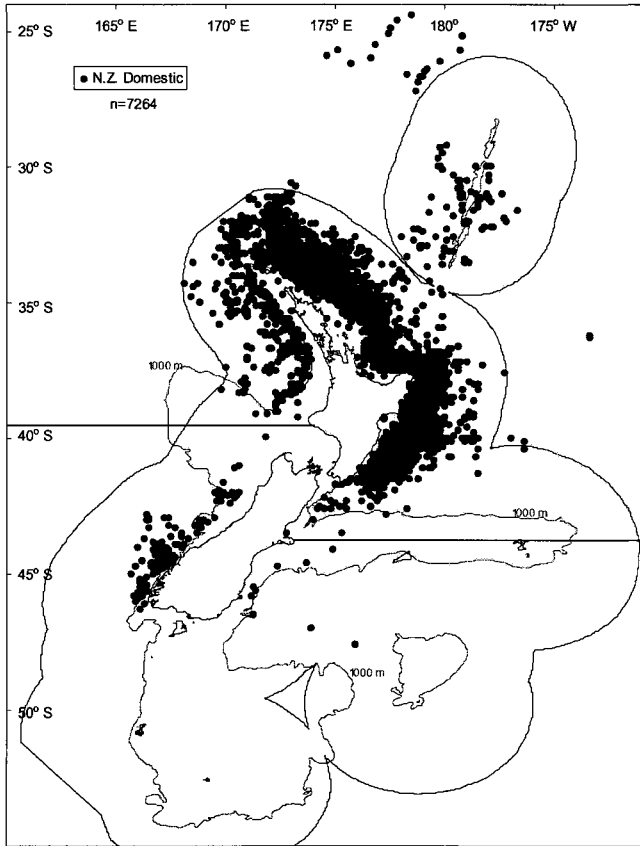 165° E 170° E 175° E 180° 175° W
25° S
● N.Z. Domestic
n=7264
30° S
35° S
1000 m
40° S
1000 m
45° S
1000 m
50° S